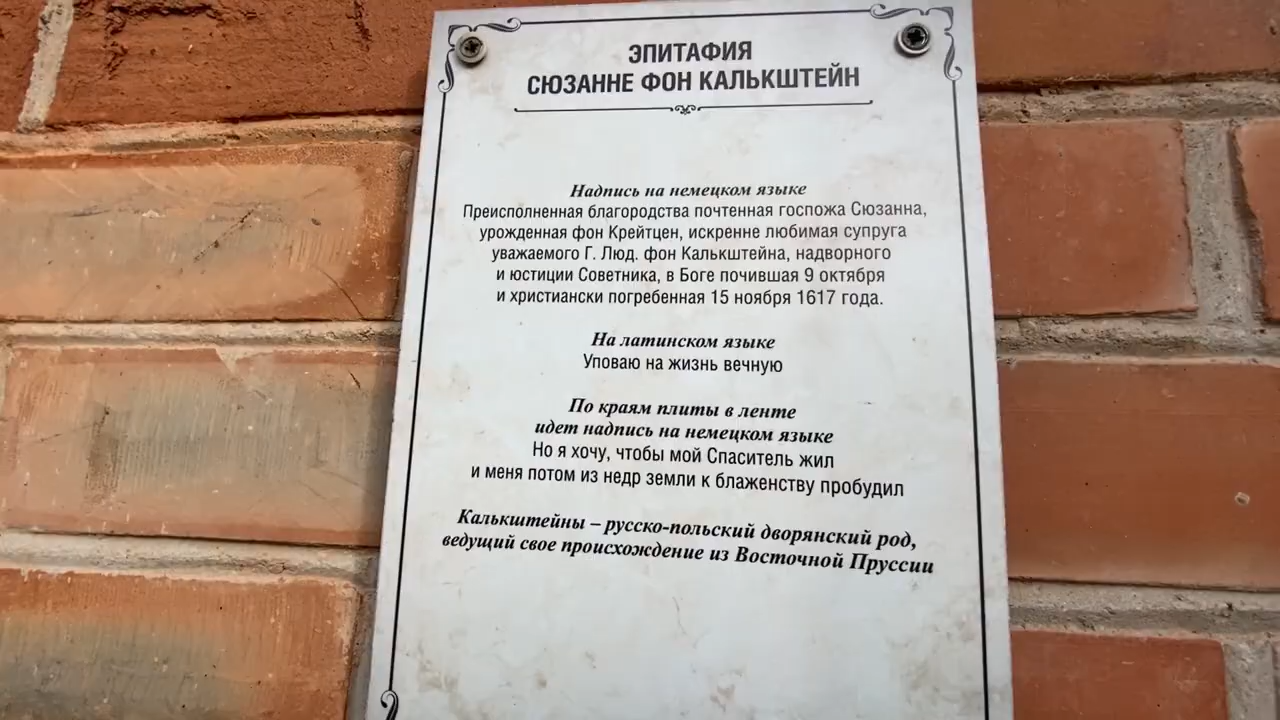 ЭПИТАФИЯ
СЮЗАННЕ ФОН КАЛЬКШТЕЙН
Надпись на немецком языке
Преисполненная благородства почтенная госпожа Сюзанна,
урожденная фон Крейтцен, искренне любимая супруга
уважаемого Г. Люд. фон Калькштейна, надворного
и юстиции Советника, в Боге почившая 9 октября
и христиански погребенная 15 ноября 1617 года.
На латинском языке
Уповаю на жизнь вечную
По краям плиты в ленте
идет надпись на немецком языке
Но я хочу, чтобы мой Спаситель жил
и меня потом из недр земли к блаженству пробудил
Калькштейны – русско-польский дворянский род,
ведущий свое происхождение из Восточной Пруссии